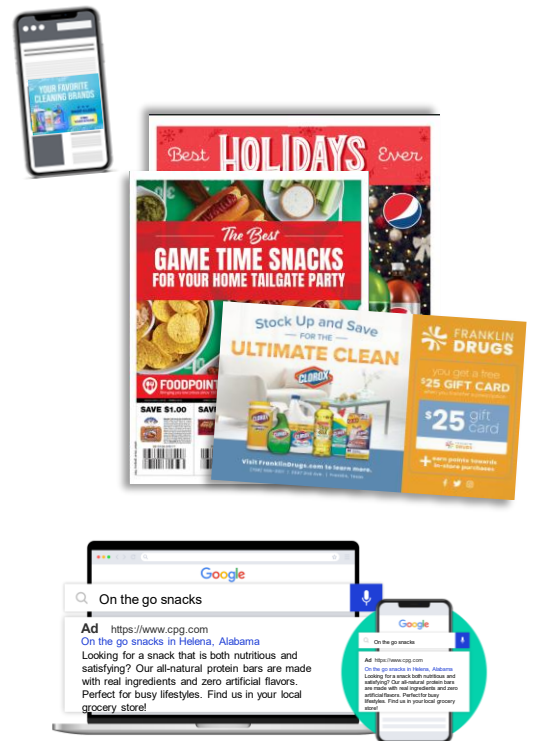 YOUR FAVORITE
CLEANING BRANDS
Best HOLIDAYS Ever
The Best
GAME TIME SNACKS
FOR YOUR HOME TAILGATE PARTY
FOODPOINT
SAVE $1.00
SAV
Stock Up and Save
FOR THE
ULTIMATE CLEAN
CLOROX
Visit FranklinDrugs.com to learn more.
FRANKLIN
DRUGS
you get a free
$25 GIFT CARD
$25 gift
card
+ earn points towards
in-store purchases
Google
On the go snacks
Ad https://www.cpg.com
On the go snacks in Helena, Alabama
Looking for a snack that is both nutritious and
satisfying? Our all-natural protein bars are made
with real ingredients and zero artificial flavors.
Perfect for busy lifestyles. Find us in your local
grocery store!
Google
On the go snacks
Ad https://www.cpg.com
On the go snacks in Helena, Alabama
Looking for a snack that is both nutritious and
satisfying? Our all-natural protein bars
are made with real ingredients and zero
artificial flavors. Perfect for busy
lifestyles. Find us in your local grocery
store!